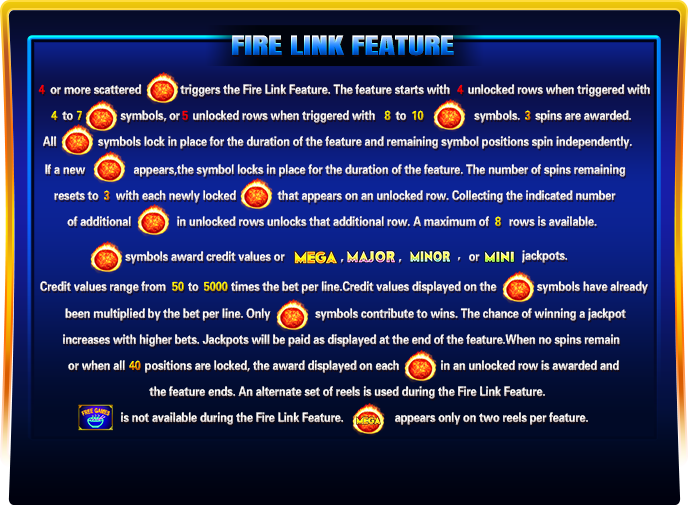 FIRE LINK FEATURE
4 or more scattered triggers the Fire Link Feature. The feature starts with 4 unlocked rows when triggered with
4 to 7 symbols, or 5 unlocked rows when triggered with 8 to 10 symbols. 3 spins are awarded.
All symbols lock in place for the duration of the feature and remaining symbol positions spin independently.
If a new appears,the symbol locks in place for the duration of the feature. The number of spins remaining
resets to 3 with each newly locked that appears on an unlocked row. Collecting the indicated number
of additional in unlocked rows unlocks that additional row. A maximum of 8 rows is available.
symbols award credit values or MEGA, MAJOR, MINOR, or MINI jackpots.
Credit values range from 50 to 5000 times the bet per line.Credit values displayed on the symbols have already
been multiplied by the bet per line. Only symbols contribute to wins. The chance of winning a jackpot
increases with higher bets. Jackpots will be paid as displayed at the end of the feature.When no spins remain
or when all 40 positions are locked, the award displayed on each in an unlocked row is awarded and
the feature ends. An alternate set of reels is used during the Fire Link Feature.
FREE GAMES is not available during the Fire Link Feature. MEGA appears only on two reels per feature.